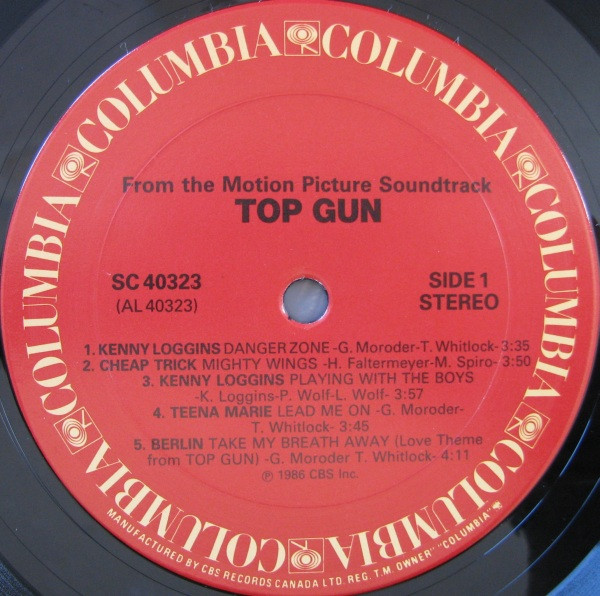 COLUMBIA COLUMBIA COLUMBIA COLUMBIA COLUMBIA COLUMBIA COLUMBIA COLUMBIA
From the Motion Picture Soundtrack
TOP GUN
SC 40323
(AL 40323)
SIDE 1
STEREO
1. KENNY LOGGINS DANGER ZONE -G. Moroder-T. Whitlock- 3:35
2. CHEAP TRICK MIGHTY WINGS -H. Faltermeyer-M. Spiro- 3:50
3. KENNY LOGGINS PLAYING WITH THE BOYS
-K. Loggins-P. Wolf-L. Wolf- 3:57
4. TEENA MARIE LEAD ME ON -G. Moroder-
T. Whitlock- 3:45
5. BERLIN TAKE MY BREATH AWAY (Love Theme
from TOP GUN) -G. Moroder T. Whitlock- 4:11
℗ 1986 CBS Inc.
MANUFACTURED BY CBS RECORDS CANADA LTD. REG. T.M. OWNER "COLUMBIA"